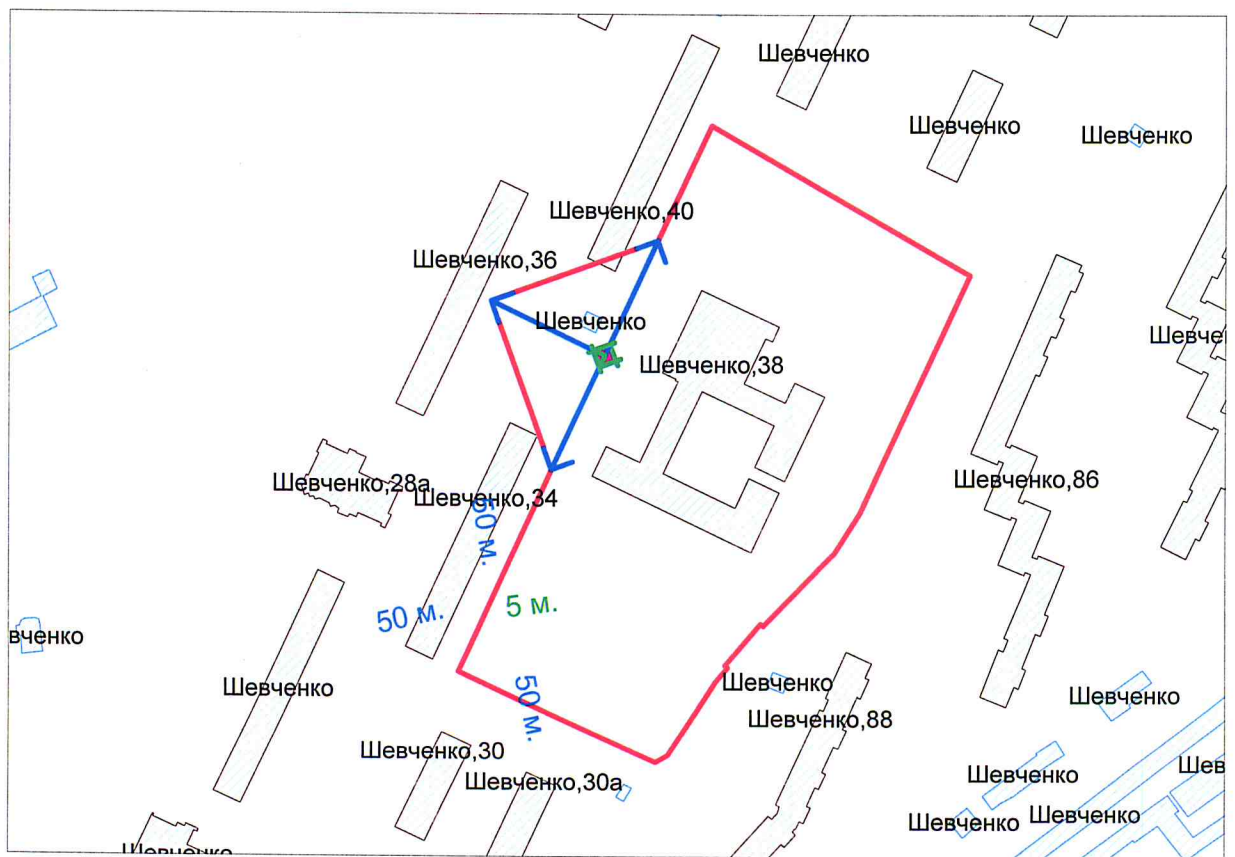 Шевченко
Шевченко
Шевченко
Шевченко,40
Шевченко,36
Шевченко
Шевче
Шевченко,38
Шевченко,28а
Шевченко,34
Шевченко,86
50 м.
5 м.
50 м.
вченко
50 м.
Шевченко
Шевченко
Шевченко
Шевченко,88
Шевченко,30
Шев
Шевченко,30а
Шевченко
Шевченко
Шевченко
Шевченко